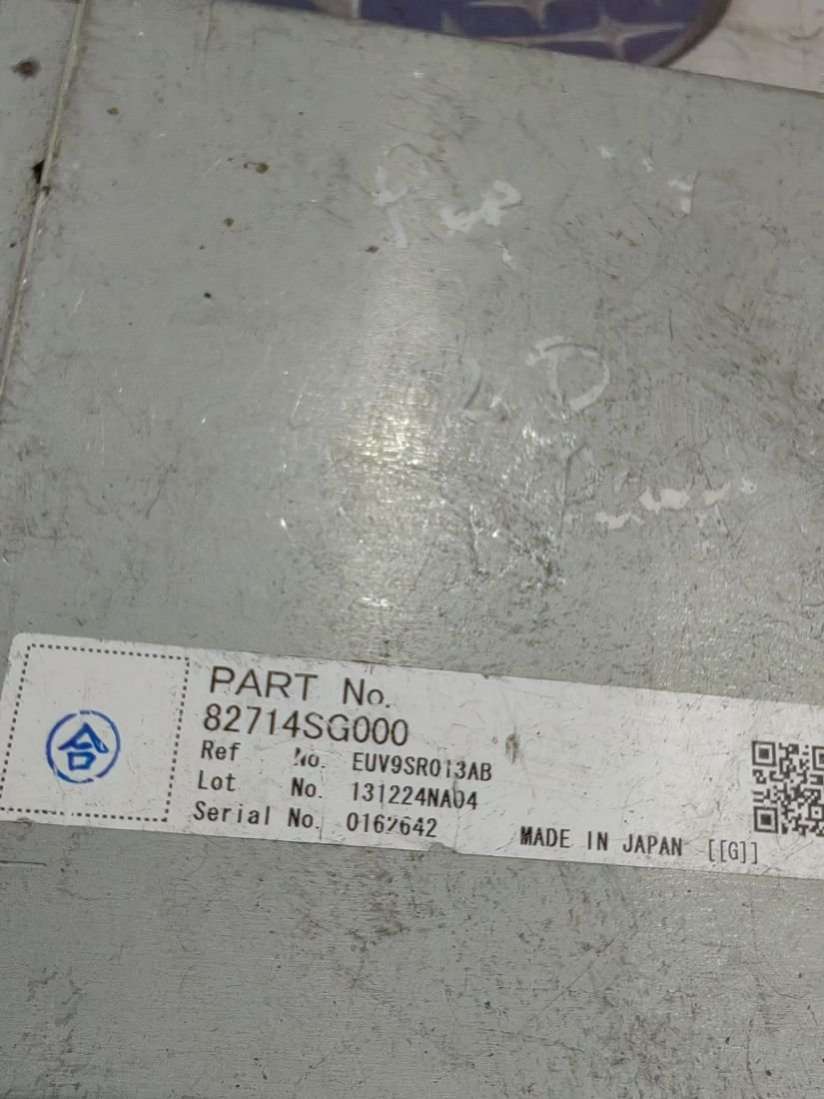 合
PART No.
82714SG000
Ref No. EUV9SR013AB
Lot No. 131224NA04
Serial No. 0162642
MADE IN JAPAN [[G]]